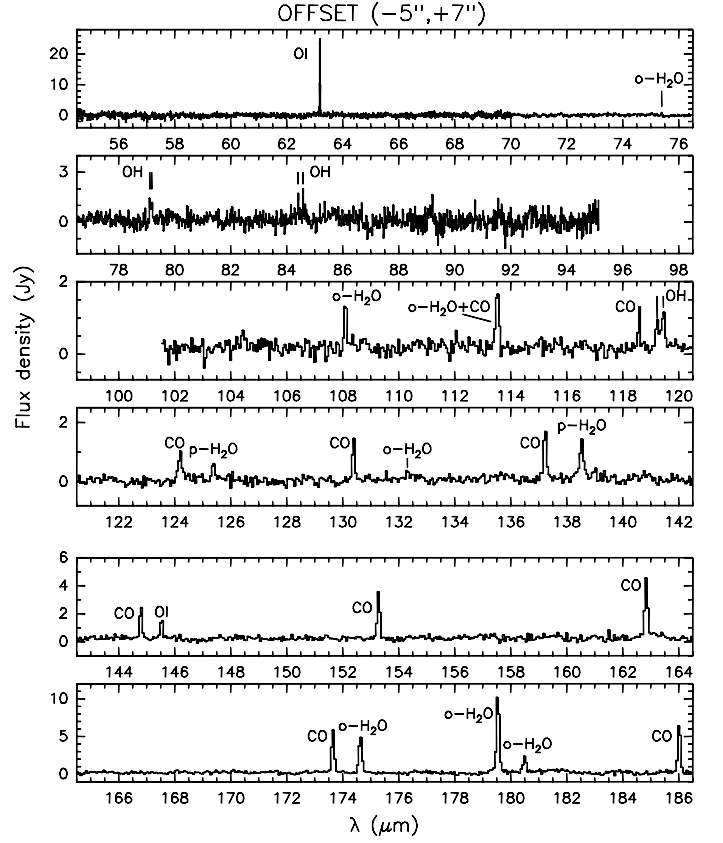 OFFSET (−5",+7")
20
10
0
OI
o−H₂O
56 58 60 62 64 66 68 70 72 74 76
3
0
OH
OH
78 80 82 84 86 88 90 92 94 96 98
2
0
o−H₂O
o−H₂O+CO
CO
OH
100 102 104 106 108 110 112 114 116 118 120
2
0
CO
p−H₂O
CO
o−H₂O
CO
p−H₂O
122 124 126 128 130 132 134 136 138 140 142
6
4
2
0
CO
OI
CO
CO
144 146 148 150 152 154 156 158 160 162 164
10
5
0
CO
o−H₂O
o−H₂O
o−H₂O
CO
166 168 170 172 174 176 178 180 182 184 186
Flux density (Jy)
λ (μm)